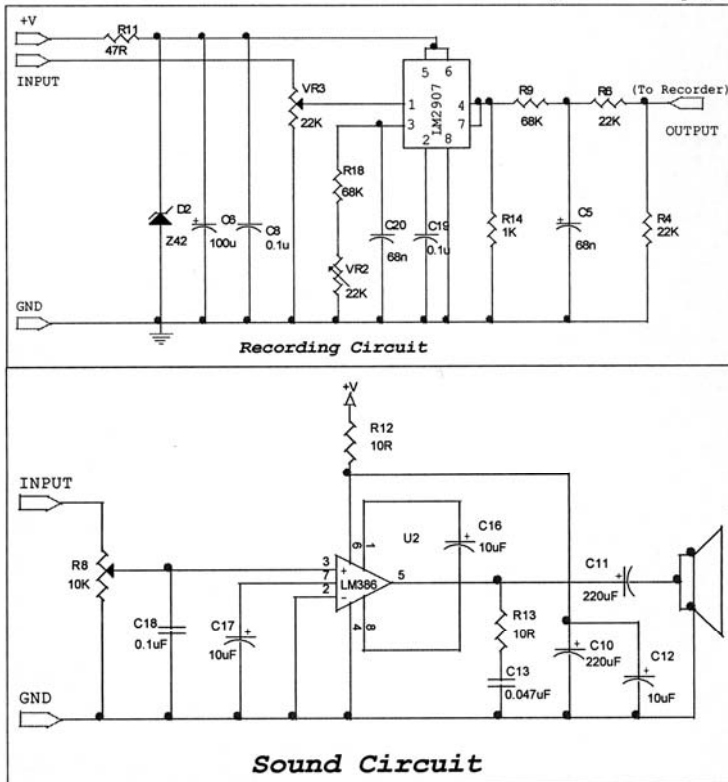 +V
R11
47R
INPUT
5 6
VR3
22K
1
3
4
7
LM2907
2 8
R9
68K
R6
22K
(To Recorder)
OUTPUT
R18
68K
D2
Z42
C6
100u
C8
0.1u
C20
68n
C19
0.1u
R14
1K
C5
68n
R4
22K
VR2
22K
GND
Recording Circuit
+V
R12
10R
INPUT
R8
10K
6 1
U2
C16
10uF
3
7
2
LM386
5
C11
220uF
4 8
C18
0.1uF
C17
10uF
R13
10R
C10
220uF
C12
10uF
C13
0.047uF
GND
Sound Circuit